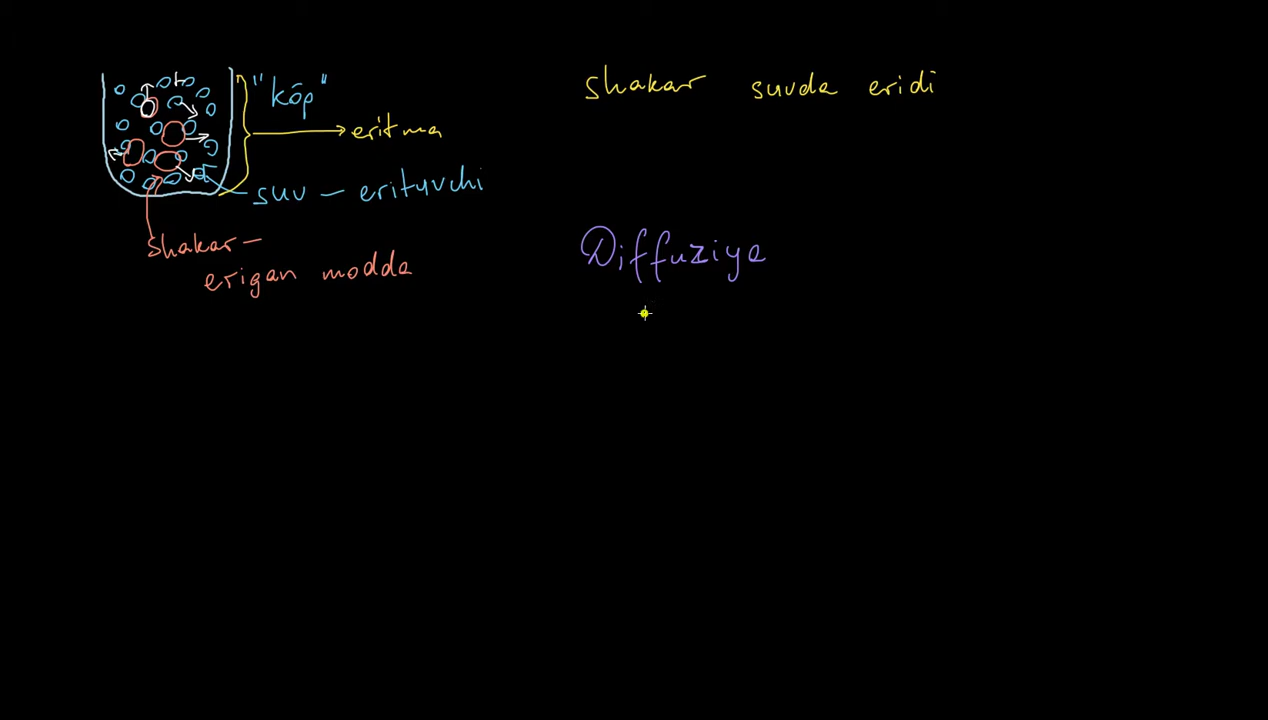 "kōp"
eritma
suv – erituvchi
shakar –
erigan modda
shakar suvda eridi
Diffuziya